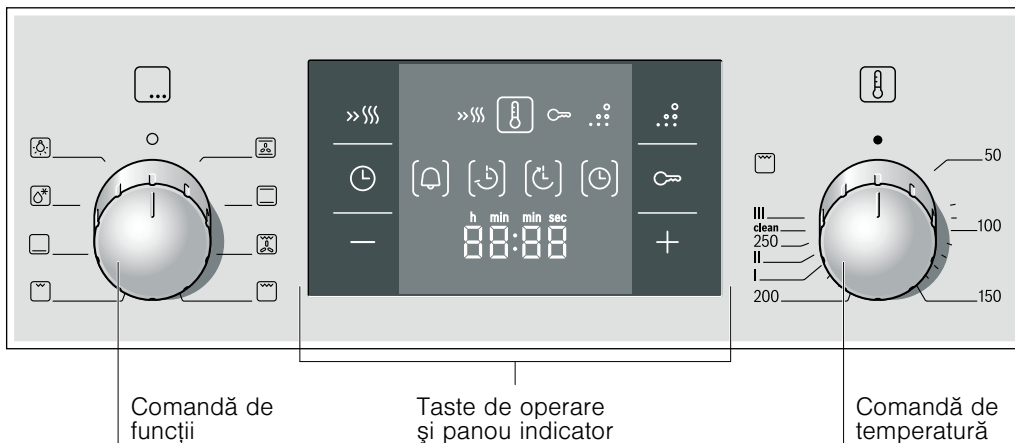 h min min sec
88:88
50
100
150
III
clean
250
II
I
200
Comandă de
funcții
Taste de operare
și panou indicator
Comandă de
temperatură